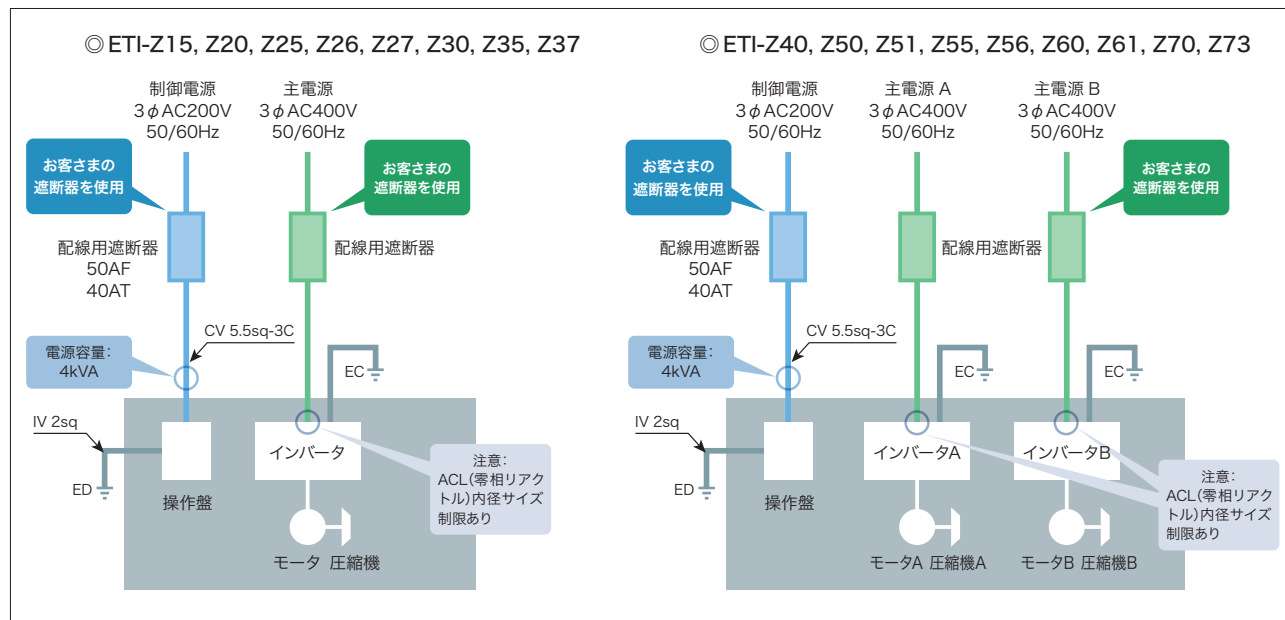 ◎ETI-Z15, Z20, Z25, Z26, Z27, Z30, Z35, Z37
制御電源
3φAC200V
50/60Hz
主電源
3φAC400V
50/60Hz
お客さまの
遮断器を使用
お客さまの
遮断器を使用
配線用遮断器
50AF
40AT
配線用遮断器
CV 5.5sq-3C
電源容量:
4kVA
EC
IV 2sq
ED
操作盤
インバータ
注意:
ACL(零相リアク
トル)内径サイズ
制限あり
モータ 圧縮機
◎ETI-Z40, Z50, Z51, Z55, Z56, Z60, Z61, Z70, Z73
制御電源
3φAC200V
50/60Hz
主電源 A
3φAC400V
50/60Hz
主電源 B
3φAC400V
50/60Hz
お客さまの
遮断器を使用
お客さまの
遮断器を使用
配線用遮断器
50AF
40AT
配線用遮断器
CV 5.5sq-3C
電源容量:
4kVA
EC
EC
IV 2sq
ED
操作盤
インバータA
インバータB
注意:
ACL(零相リアク
トル)内径サイズ
制限あり
モータA 圧縮機A
モータB 圧縮機B